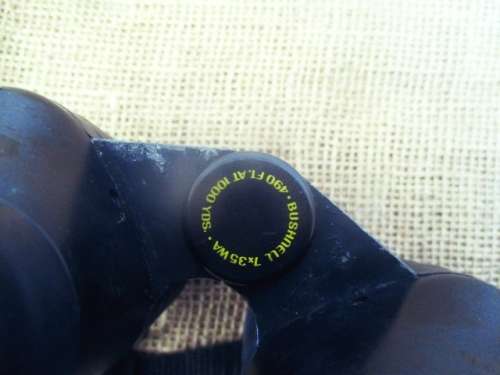 • BUSHNELL 7x35WA • 490 Ft. AT 1000 YDS.